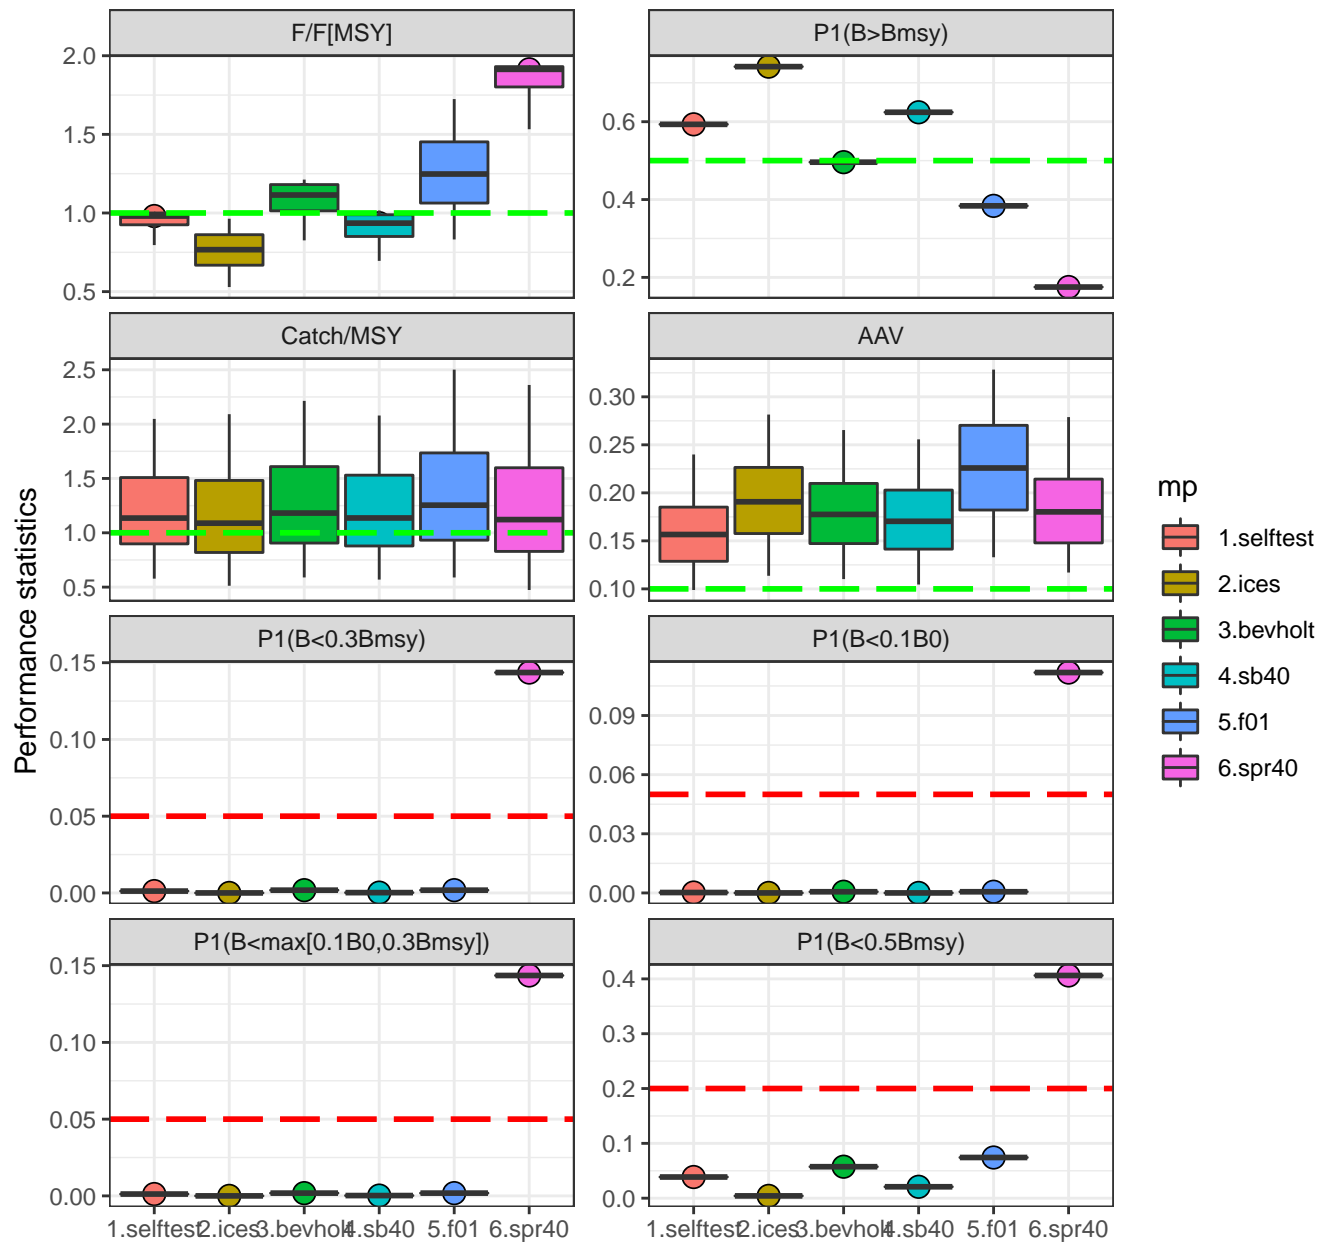 F/F[MSY]
P1(B>Bmsy)
2.0
1.5
1.0
0.5
0.6
0.4
0.2
Catch/MSY
AAV
2.5
2.0
1.5
1.0
0.5
0.30
0.25
0.20
0.15
0.10
P1(B<0.3Bmsy)
P1(B<0.1B0)
0.15
0.10
0.05
0.00
0.09
0.06
0.03
0.00
P1(B<max[0.1B0,0.3Bmsy])
P1(B<0.5Bmsy)
0.15
0.10
0.05
0.00
0.4
0.3
0.2
0.1
0.0
1.selftest 2.ices 3.bevholt 4.sb40 5.f01 6.spr40
1.selftest 2.ices 3.bevholt 4.sb40 5.f01 6.spr40
Performance statistics
mp
1.selftest
2.ices
3.bevholt
4.sb40
5.f01
6.spr40